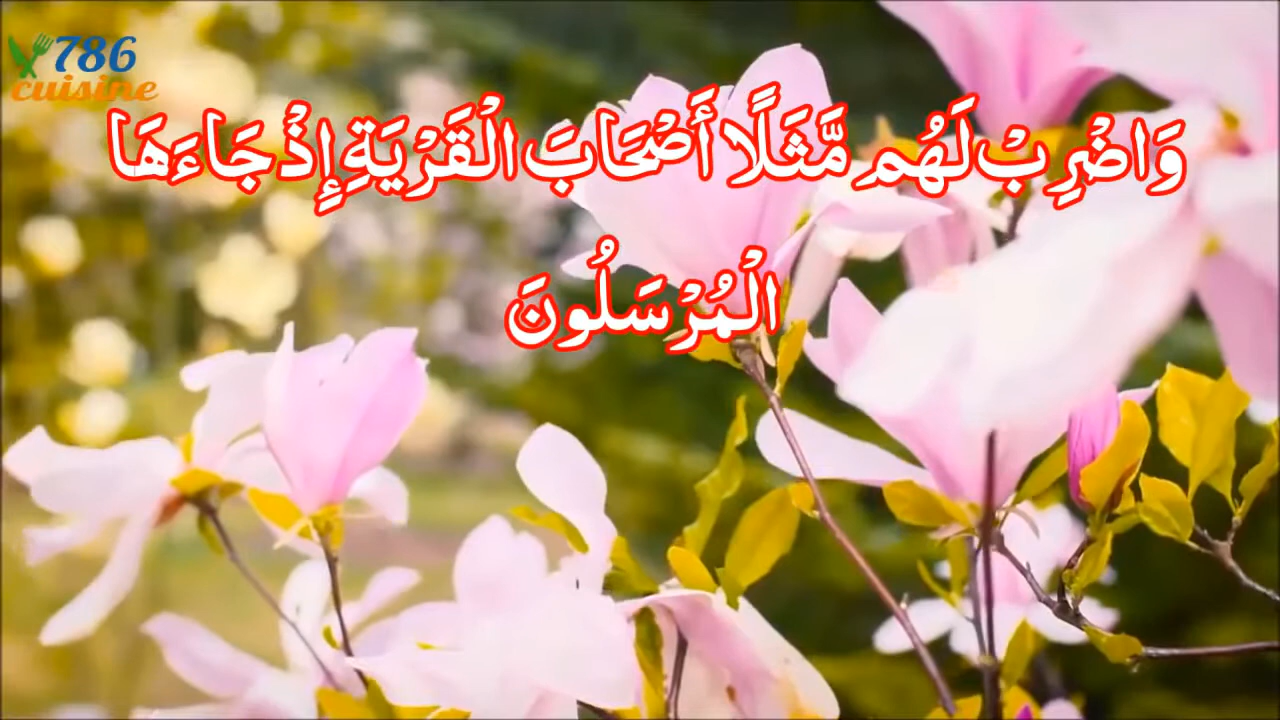 786
cuisine
وَاضْرِبْ لَهُم مَّثَلًا أَصْحَابَ الْقَرْيَةِ إِذْ جَاءَهَا
الْمُرْسَلُونَ